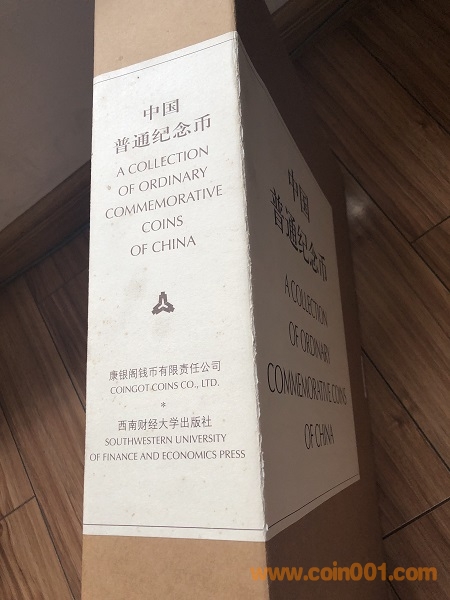 中国
普通纪念币
A COLLECTION
OF ORDINARY
COMMEMORATIVE
COINS
OF CHINA
康银阁钱币有限责任公司
COINGOT COINS CO., LTD.
*
西南财经大学出版社
SOUTHWESTERN UNIVERSITY
OF FINANCE AND ECONOMICS PRESS
中国
普通纪念币
A COLLECTION
OF ORDINARY
COMMEMORATIVE COINS
OF CHINA
www.coin001.com